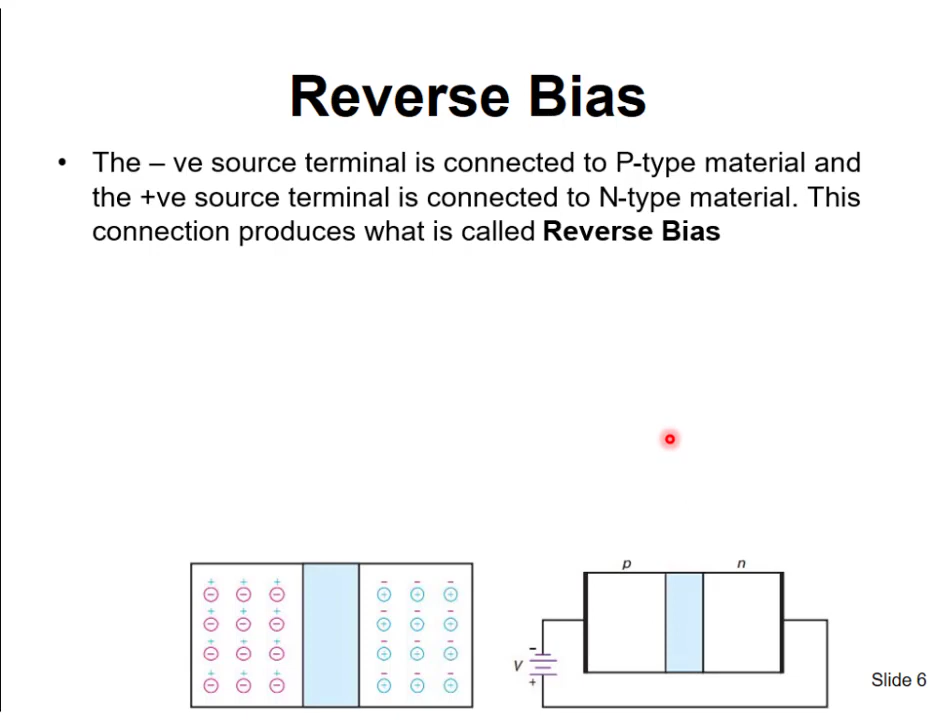 Reverse Bias
• The – ve source terminal is connected to P-type material and
the +ve source terminal is connected to N-type material. This
connection produces what is called Reverse Bias
p n
+ + + - - -
- - - + + +
+ + + - - -
- - - + + +
+ + + - - -
- - - + + +
+ + + - - -
- - - + + +
-
V
+
Slide 6